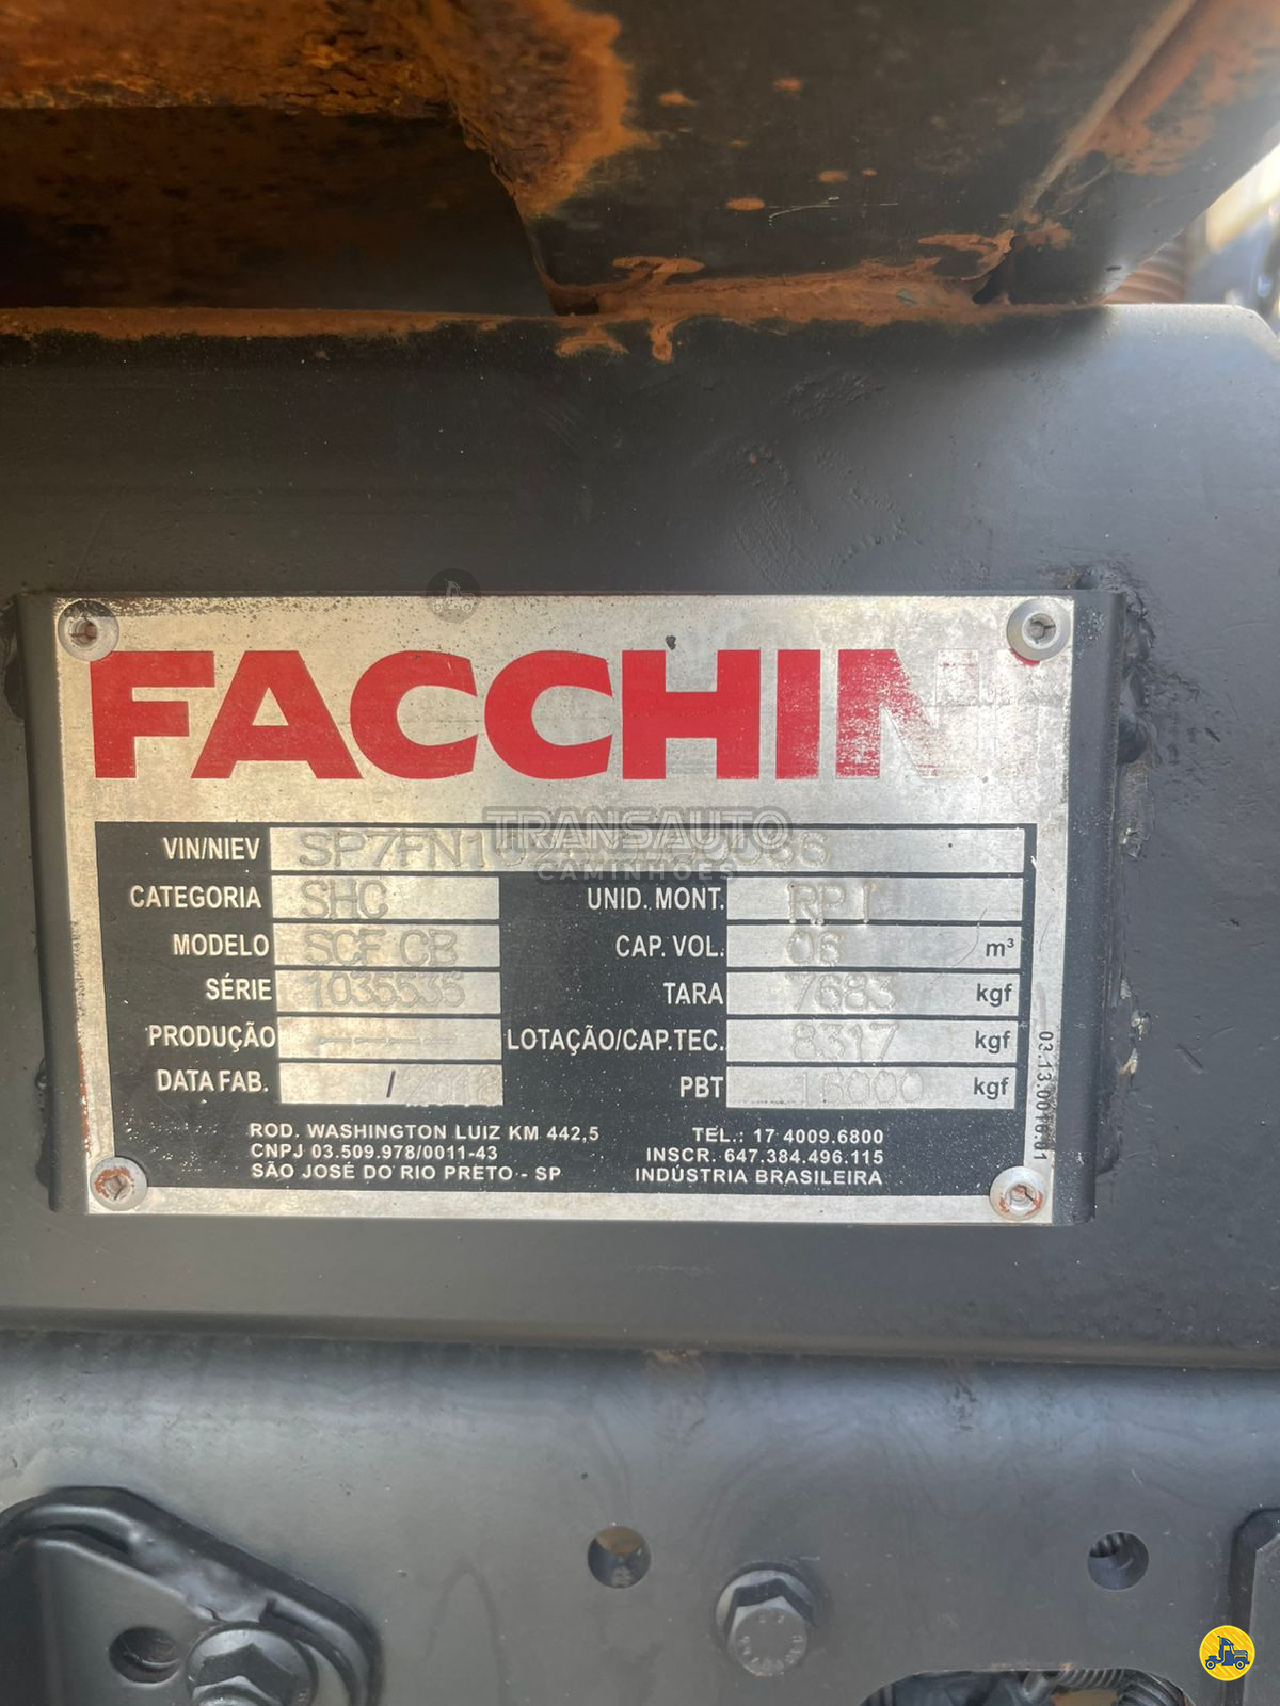 FACCHINI
TRANSAUTO
CAMINHÕES
VIN/NIEV
CATEGORIA SHC UNID. MONT. RP I
MODELO SCF CB CAP. VOL. 06 m³
SÉRIE 1035535 TARA 7683 kgf
PRODUÇÃO ----- LOTAÇÃO/CAP.TEC. 8317 kgf
DATA FAB. /2018 PBT 16000 kgf
ROD. WASHINGTON LUIZ KM 442,5 TEL.: 17 4009.6800
CNPJ 03.509.978/0011-43 INSCR. 647.384.496.115
SÃO JOSÉ DO RIO PRETO - SP INDÚSTRIA BRASILEIRA